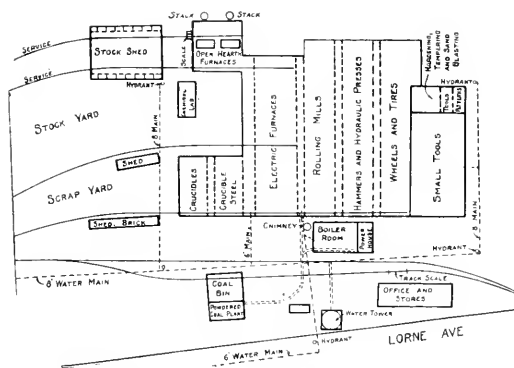 STACK
STACK
SERVICE
STOCK SHED
SCALE
OPEN HEARTH
FURNACES
SERVICE
HYDRANT
HARDENING,
TEMPERING
AND SAND
BLASTING
HYDRANT
STOCK YARD
CHEMICAL
LAB
8" MAIN
ELECTRIC FURNACES
ROLLING MILLS
HAMMERS AND HYDRAULIC PRESSES
WHEELS AND TIRES
TOOLS
SMALL TOOLS
SHED
SCRAP YARD
CRUCIBLES
CRUCIBLE
STEEL
SHED, BRICK
CHIMNEY
BOILER
ROOM
POWER
HOUSE
6" MAIN
8" MAIN
HYDRANT
8" WATER MAIN
COAL
BIN
POWDERED
COAL PLANT
TRACK SCALE
OFFICE AND
STORES
WATER TOWER
HYDRANT
LORNE AVE
6" WATER MAIN